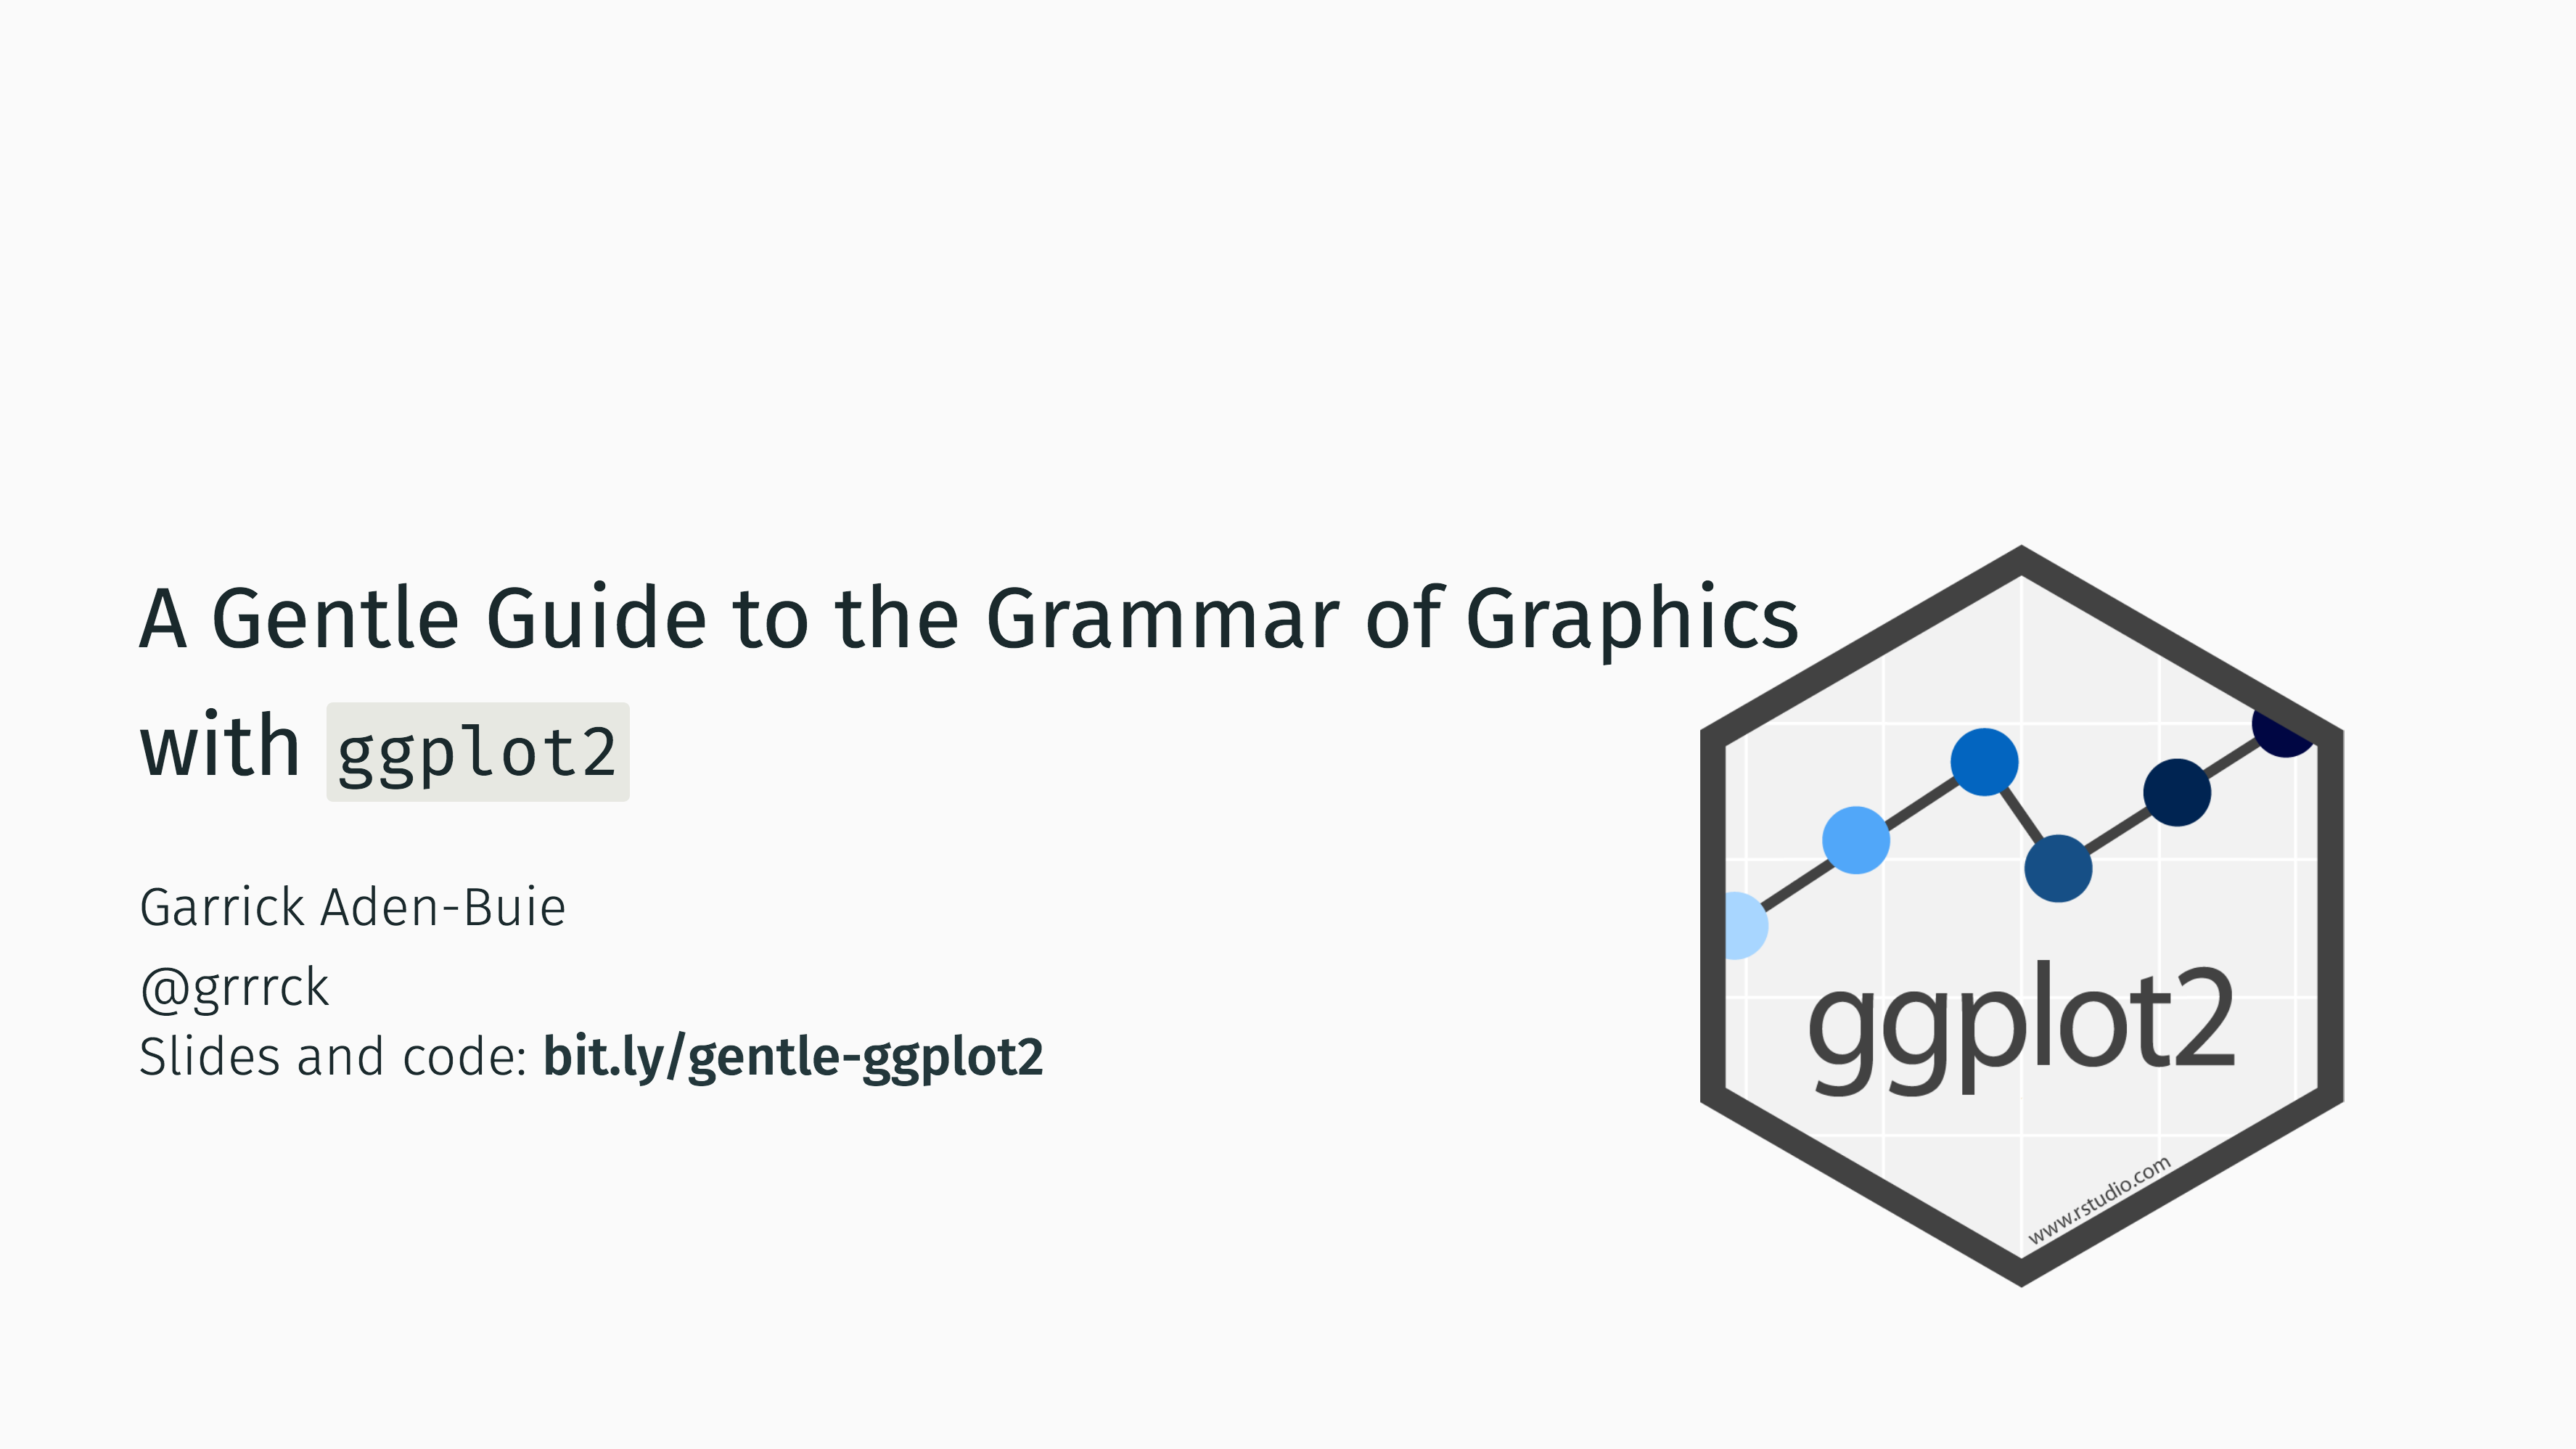 A Gentle Guide to the Grammar of Graphics
with ggplot2
Garrick Aden-Buie
@grrrck
Slides and code: bit.ly/gentle-ggplot2
ggplot2
www.rstudio.com